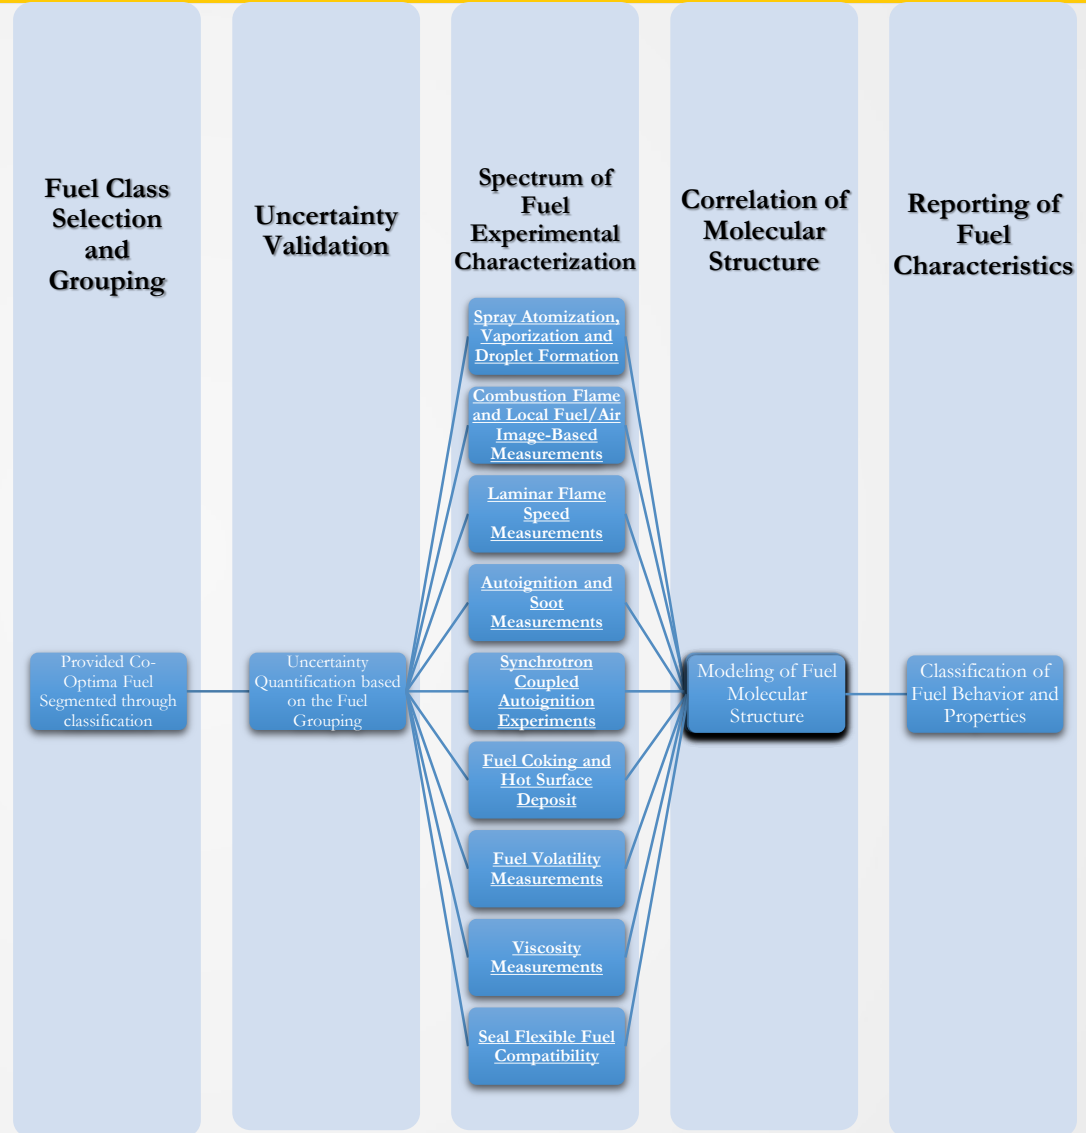 Fuel Class
Selection
and
Grouping
Uncertainty
Validation
Spectrum of
Fuel
Experimental
Characterization
Correlation of
Molecular
Structure
Reporting of
Fuel
Characteristics
Provided Co-
Optima Fuel
Segmented through
classification
Uncertainty
Quantification based
on the Fuel
Grouping
Spray Atomization,
Vaporization and
Droplet Formation
Combustion Flame
and Local Fuel/Air
Image-Based
Measurements
Laminar Flame
Speed
Measurements
Autoignition and
Soot
Measurements
Synchrotron
Coupled
Autoignition
Experiments
Fuel Coking and
Hot Surface
Deposit
Fuel Volatility
Measurements
Viscosity
Measurements
Seal Flexible Fuel
Compatibility
Modeling of Fuel
Molecular
Structure
Classification of
Fuel Behavior and
Properties